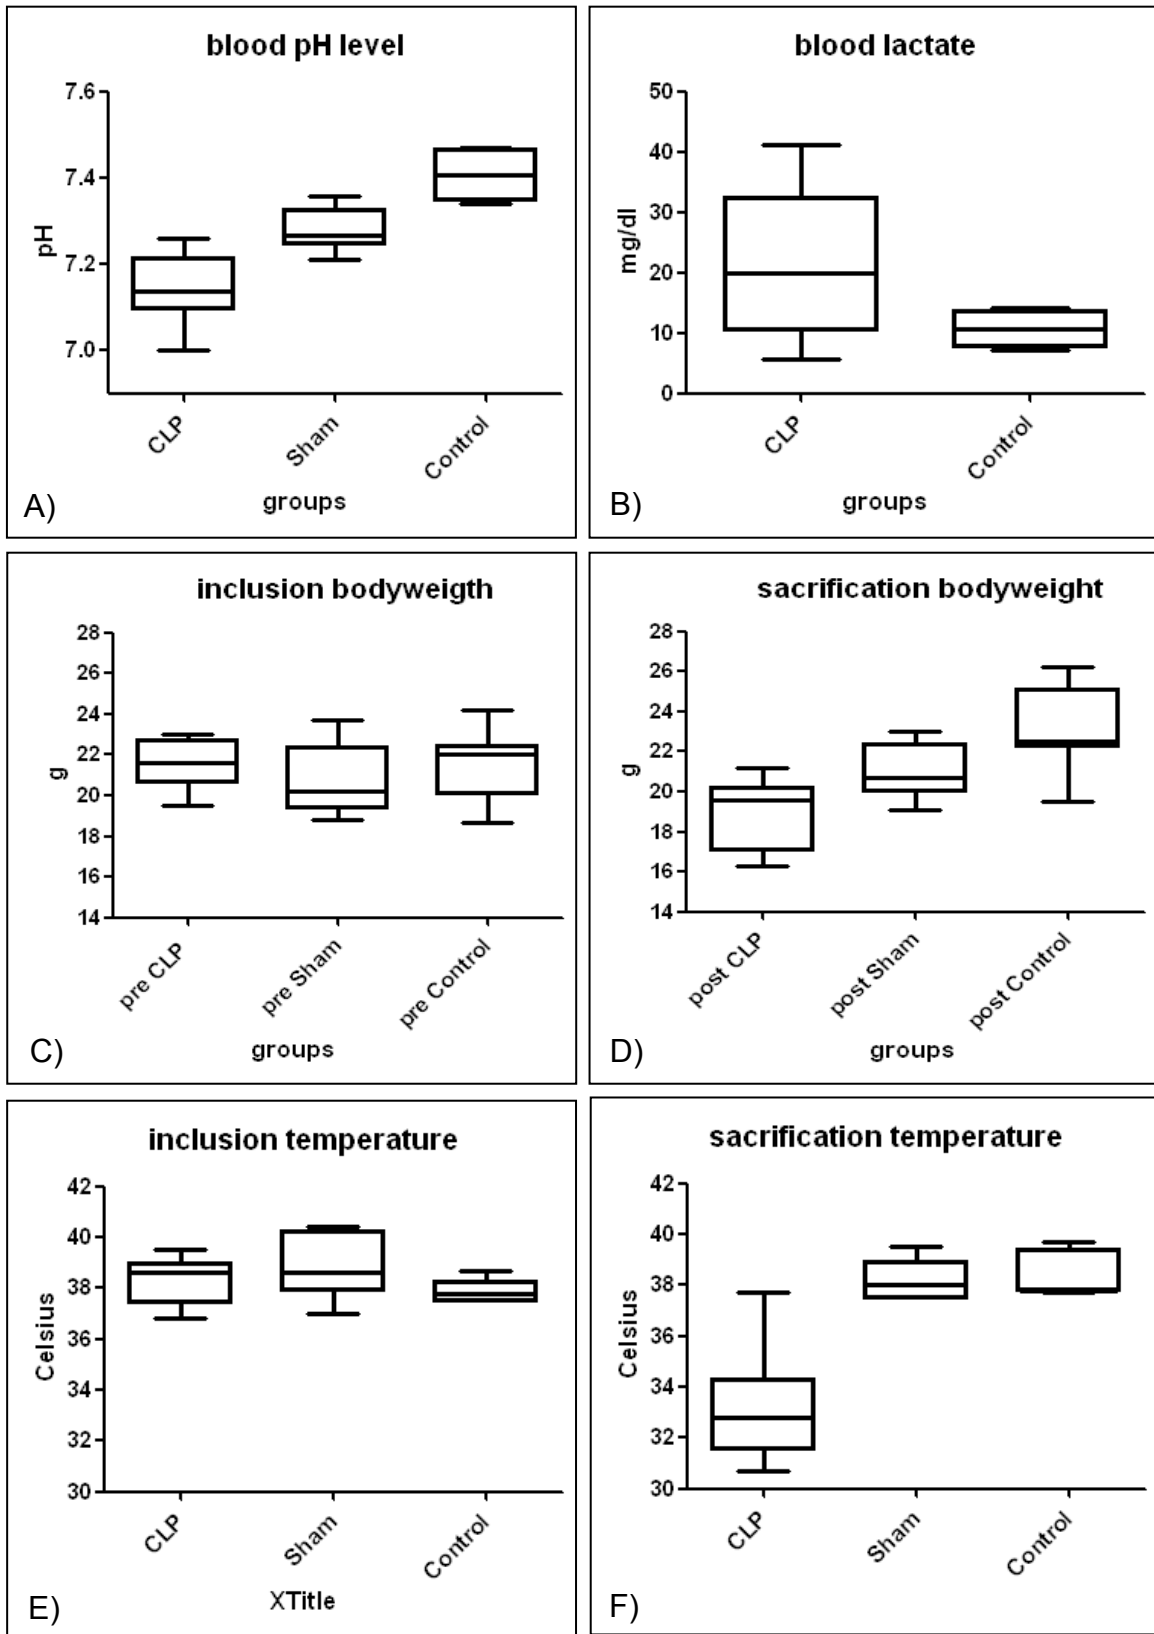 blood pH level
7.6
7.4
7.2
7.0
pH
CLP
Sham
Control
groups
A)
blood lactate
50
40
30
20
10
0
mg/dl
CLP
Control
groups
B)
inclusion bodyweigth
28
26
24
22
20
18
16
14
g
pre CLP
pre Sham
pre Control
groups
C)
sacrification bodyweight
28
26
24
22
20
18
16
14
g
post CLP
post Sham
post Control
groups
D)
inclusion temperature
42
40
38
36
34
32
30
Celsius
CLP
Sham
Control
XTitle
E)
sacrification temperature
42
40
38
36
34
32
30
Celsius
CLP
Sham
Control
F)